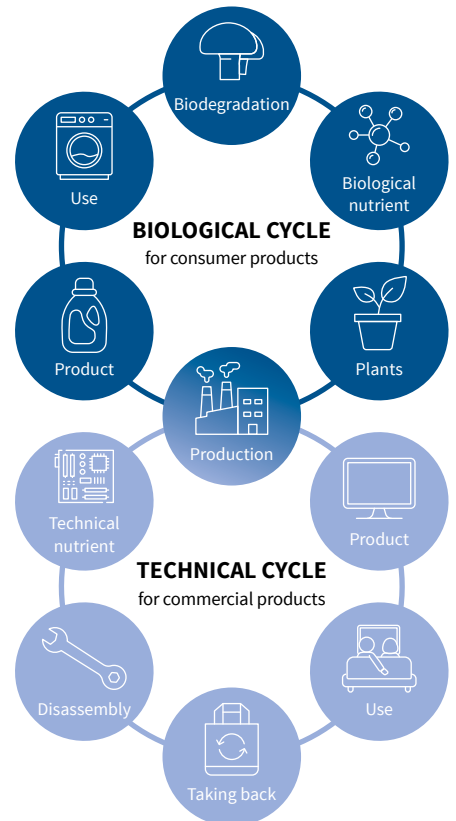 Biodegradation
Use
Biological
nutrient
BIOLOGICAL CYCLE
for consumer products
Product
Plants
Production
Technical
nutrient
Product
TECHNICAL CYCLE
for commercial products
Disassembly
Use
Taking back